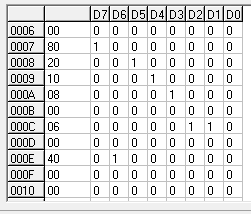 D7 D6 D5 D4 D3 D2 D1 D0
0006 00 0 0 0 0 0 0 0 0
0007 80 1 0 0 0 0 0 0 0
0008 20 0 0 1 0 0 0 0 0
0009 10 0 0 0 1 0 0 0 0
000A 08 0 0 0 0 1 0 0 0
000B 00 0 0 0 0 0 0 0 0
000C 06 0 0 0 0 0 1 1 0
000D 00 0 0 0 0 0 0 0 0
000E 40 0 1 0 0 0 0 0 0
000F 00 0 0 0 0 0 0 0 0
0010 00 0 0 0 0 0 0 0 0